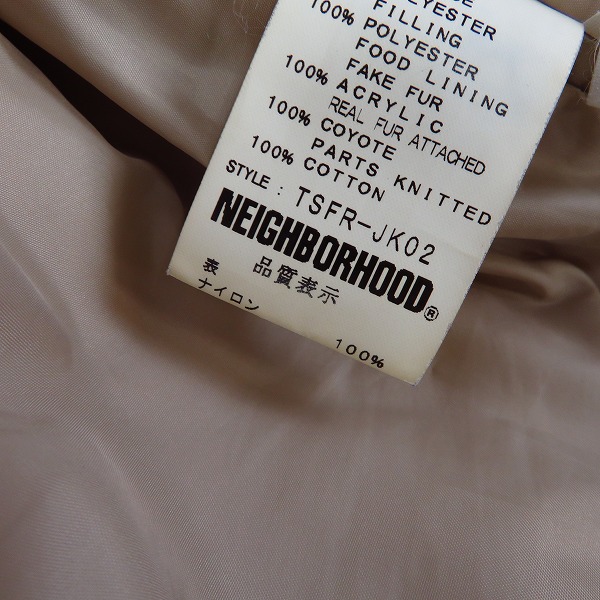 POLYESTER
FILLING
100% POLYESTER
FOOD LINING
FAKE FUR
100% ACRYLIC
REAL FUR ATTACHED
100% COYOTE
PARTS KNITTED
100% COTTON
STYLE : TSFR-JK02
NEIGHBORHOOD®
品質表示
表
ナイロン 100%